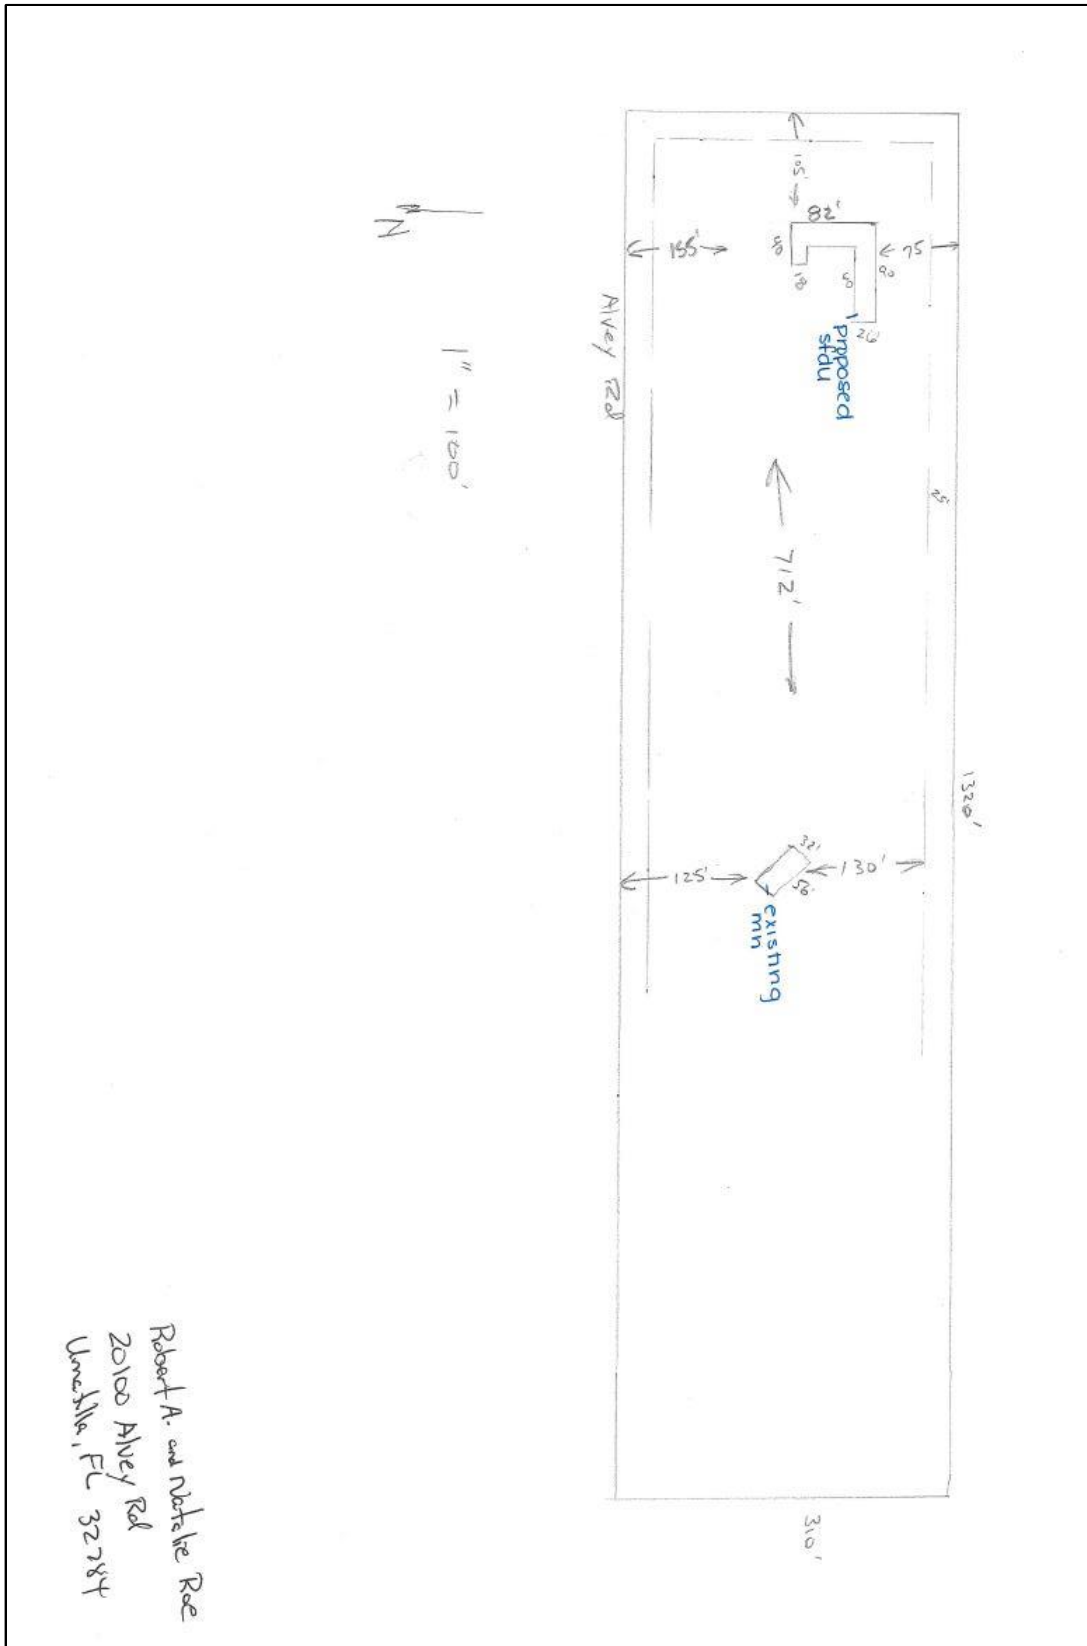 N
1" = 100'
Alvey Rd
105'
82'
155'
75
40
18
90
26'
proposed
sfdu
25'
712'
1320'
32'
56'
125'
130'
existing
mh
310'
Robert A. and Natalie Roe
20100 Alvey Rd
Umatilla, FL 32784